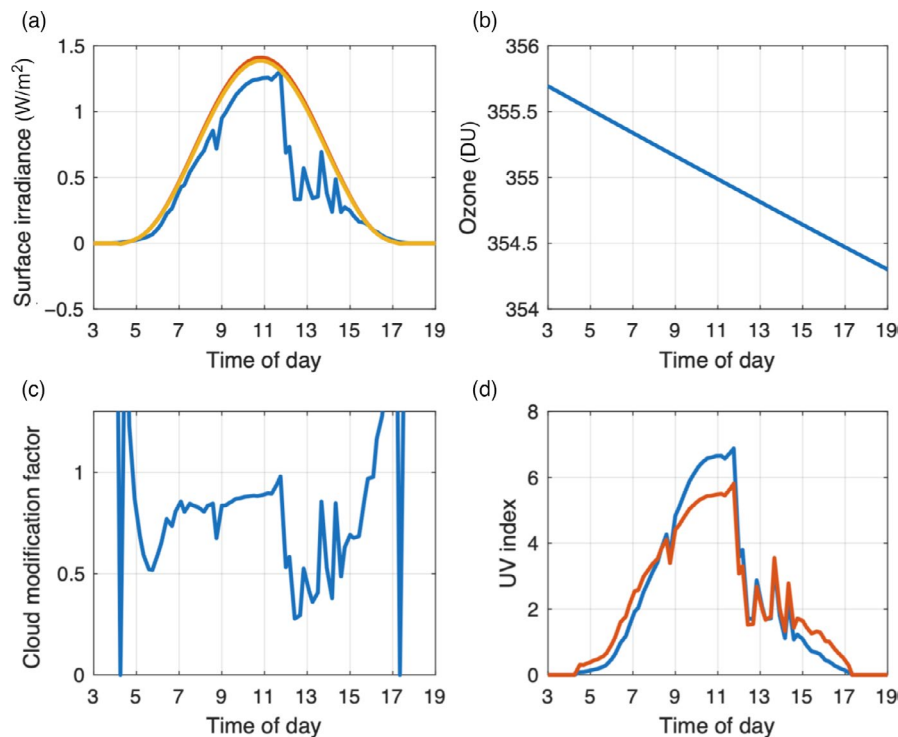 (a)
Surface irradiance (W/m²)
1.5
1
0.5
0
−0.5
3 5 7 9 11 13 15 17 19
Time of day
(b)
Ozone (DU)
356
355.5
355
354.5
354
3 5 7 9 11 13 15 17 19
Time of day
(c)
Cloud modification factor
1
0.5
0
3 5 7 9 11 13 15 17 19
Time of day
(d)
UV index
8
6
4
2
0
3 5 7 9 11 13 15 17 19
Time of day